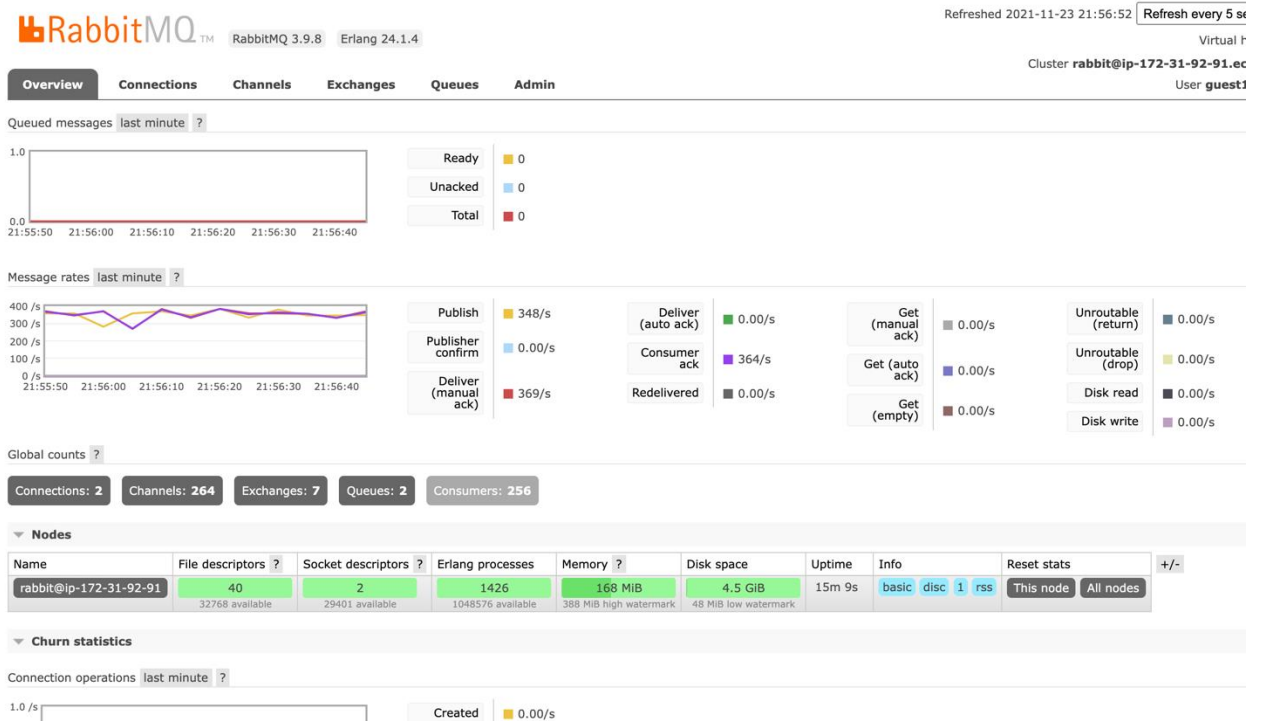 Refreshed 2021-11-23 21:56:52 Refresh every 5 se
RabbitMQ TM RabbitMQ 3.9.8 Erlang 24.1.4
Virtual h
Cluster rabbit@ip-172-31-92-91.ec
Overview Connections Channels Exchanges Queues Admin
User guest1
Queued messages last minute ?
1.0
0.0
21:55:50 21:56:00 21:56:10 21:56:20 21:56:30 21:56:40
Ready 0
Unacked 0
Total 0
Message rates last minute ?
400 /s
300 /s
200 /s
100 /s
0 /s
21:55:50 21:56:00 21:56:10 21:56:20 21:56:30 21:56:40
Publish 348/s
Publisher
confirm 0.00/s
Deliver
(manual
ack) 369/s
Deliver
(auto ack) 0.00/s
Consumer
ack 364/s
Redelivered 0.00/s
Get
(manual
ack) 0.00/s
Get (auto
ack) 0.00/s
Get
(empty) 0.00/s
Unroutable
(return) 0.00/s
Unroutable
(drop) 0.00/s
Disk read 0.00/s
Disk write 0.00/s
Global counts ?
Connections: 2 Channels: 264 Exchanges: 7 Queues: 2 Consumers: 256
Nodes
Name File descriptors ? Socket descriptors ? Erlang processes Memory ? Disk space Uptime Info Reset stats +/-
rabbit@ip-172-31-92-91 40 2 1426 168 MiB 4.5 GiB 15m 9s basic disc 1 rss This node All nodes
32768 available 29401 available 1048576 available 388 MiB high watermark 48 MiB low watermark
Churn statistics
Connection operations last minute ?
1.0 /s
Created 0.00/s